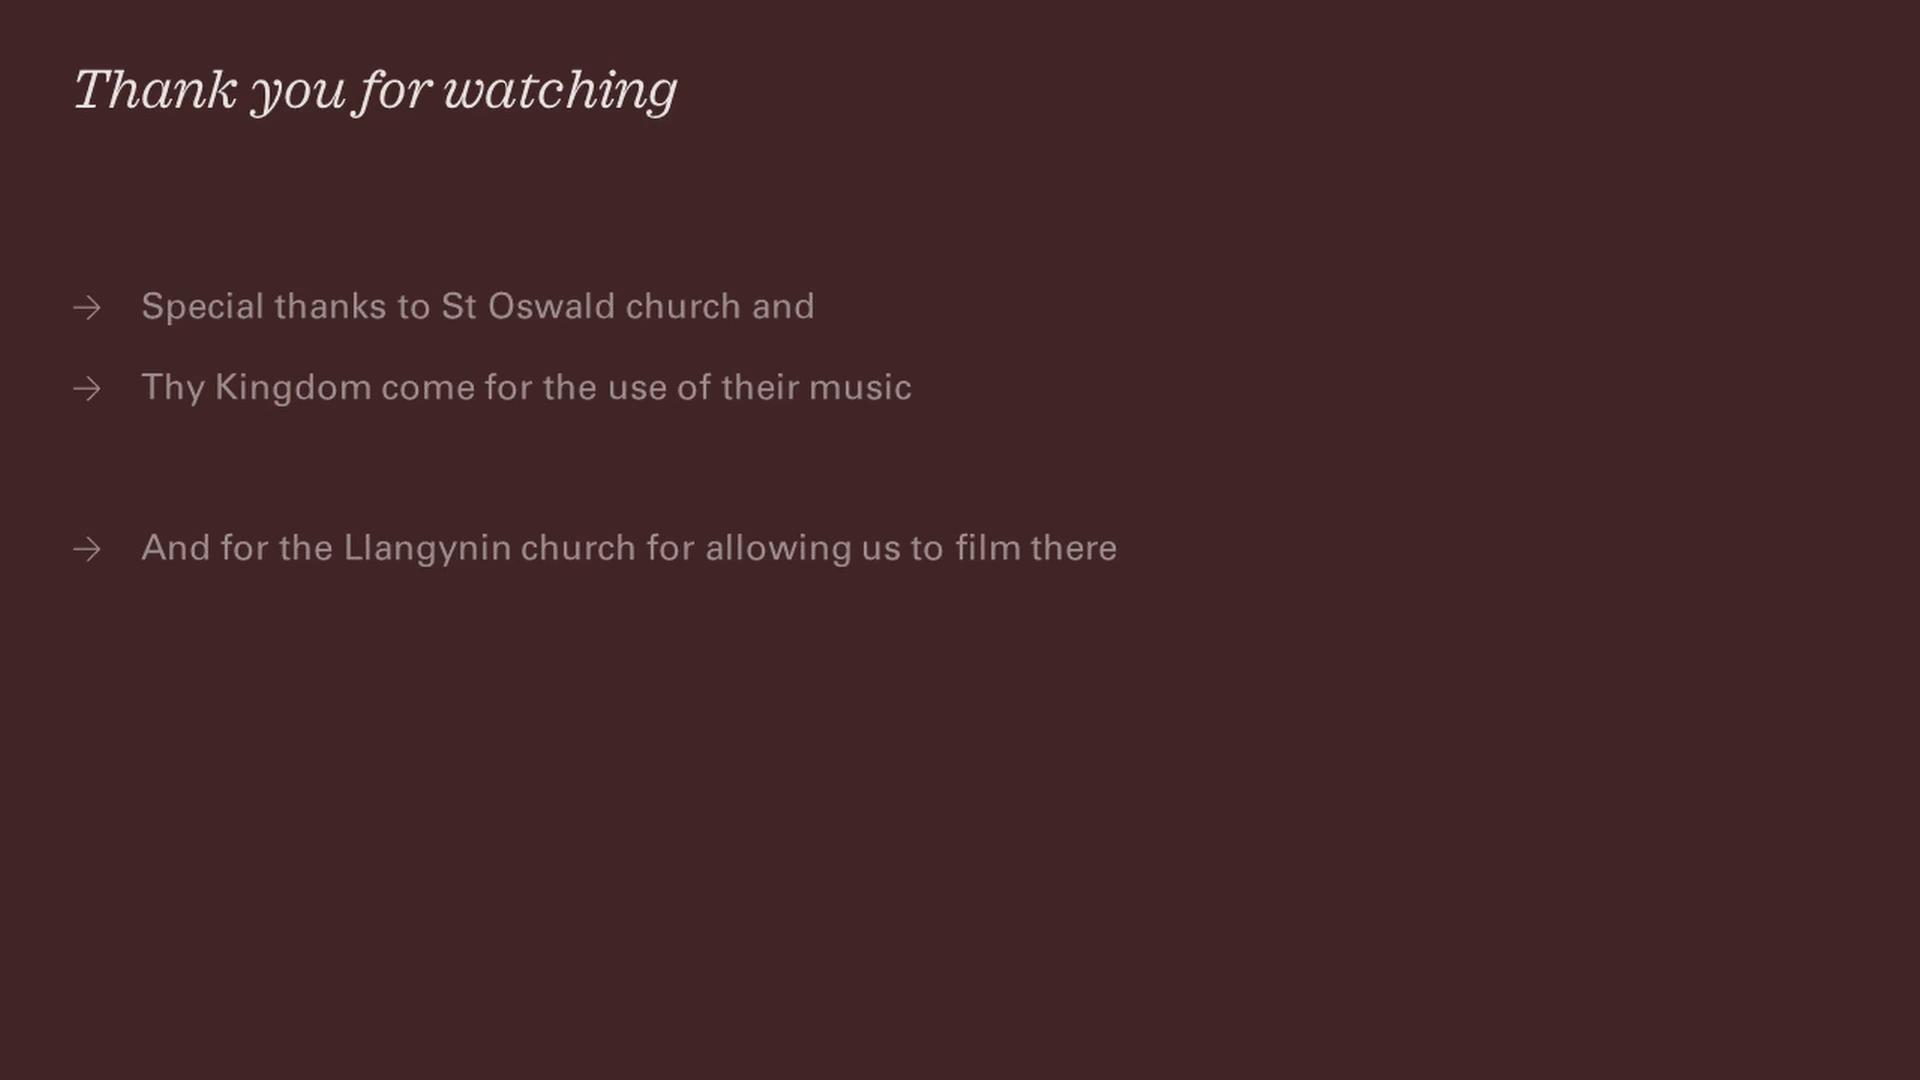 Thank you for watching
→ Special thanks to St Oswald church and
→ Thy Kingdom come for the use of their music
→ And for the Llangynin church for allowing us to film there